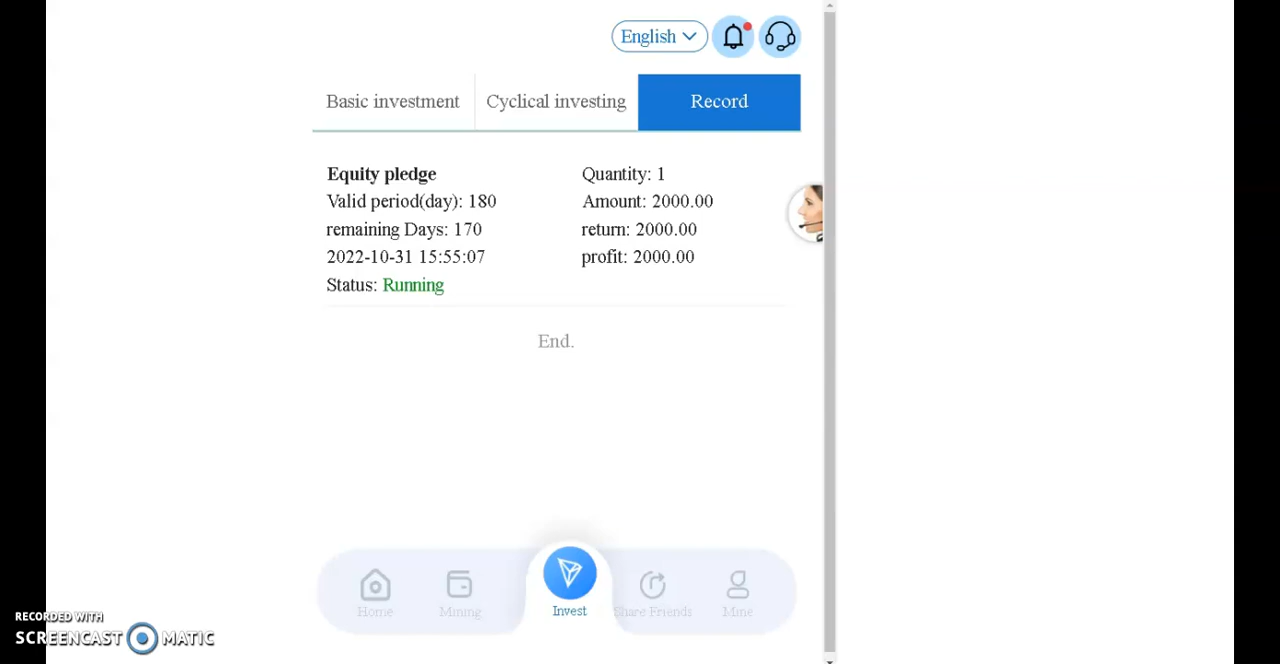 English
Basic investment
Cyclical investing
Record
Equity pledge
Valid period(day): 180
remaining Days: 170
2022-10-31 15:55:07
Status: Running
Quantity: 1
Amount: 2000.00
return: 2000.00
profit: 2000.00
End.
Home
Mining
Invest
Share Friends
Mine
RECORDED WITH
SCREENCAST MATIC